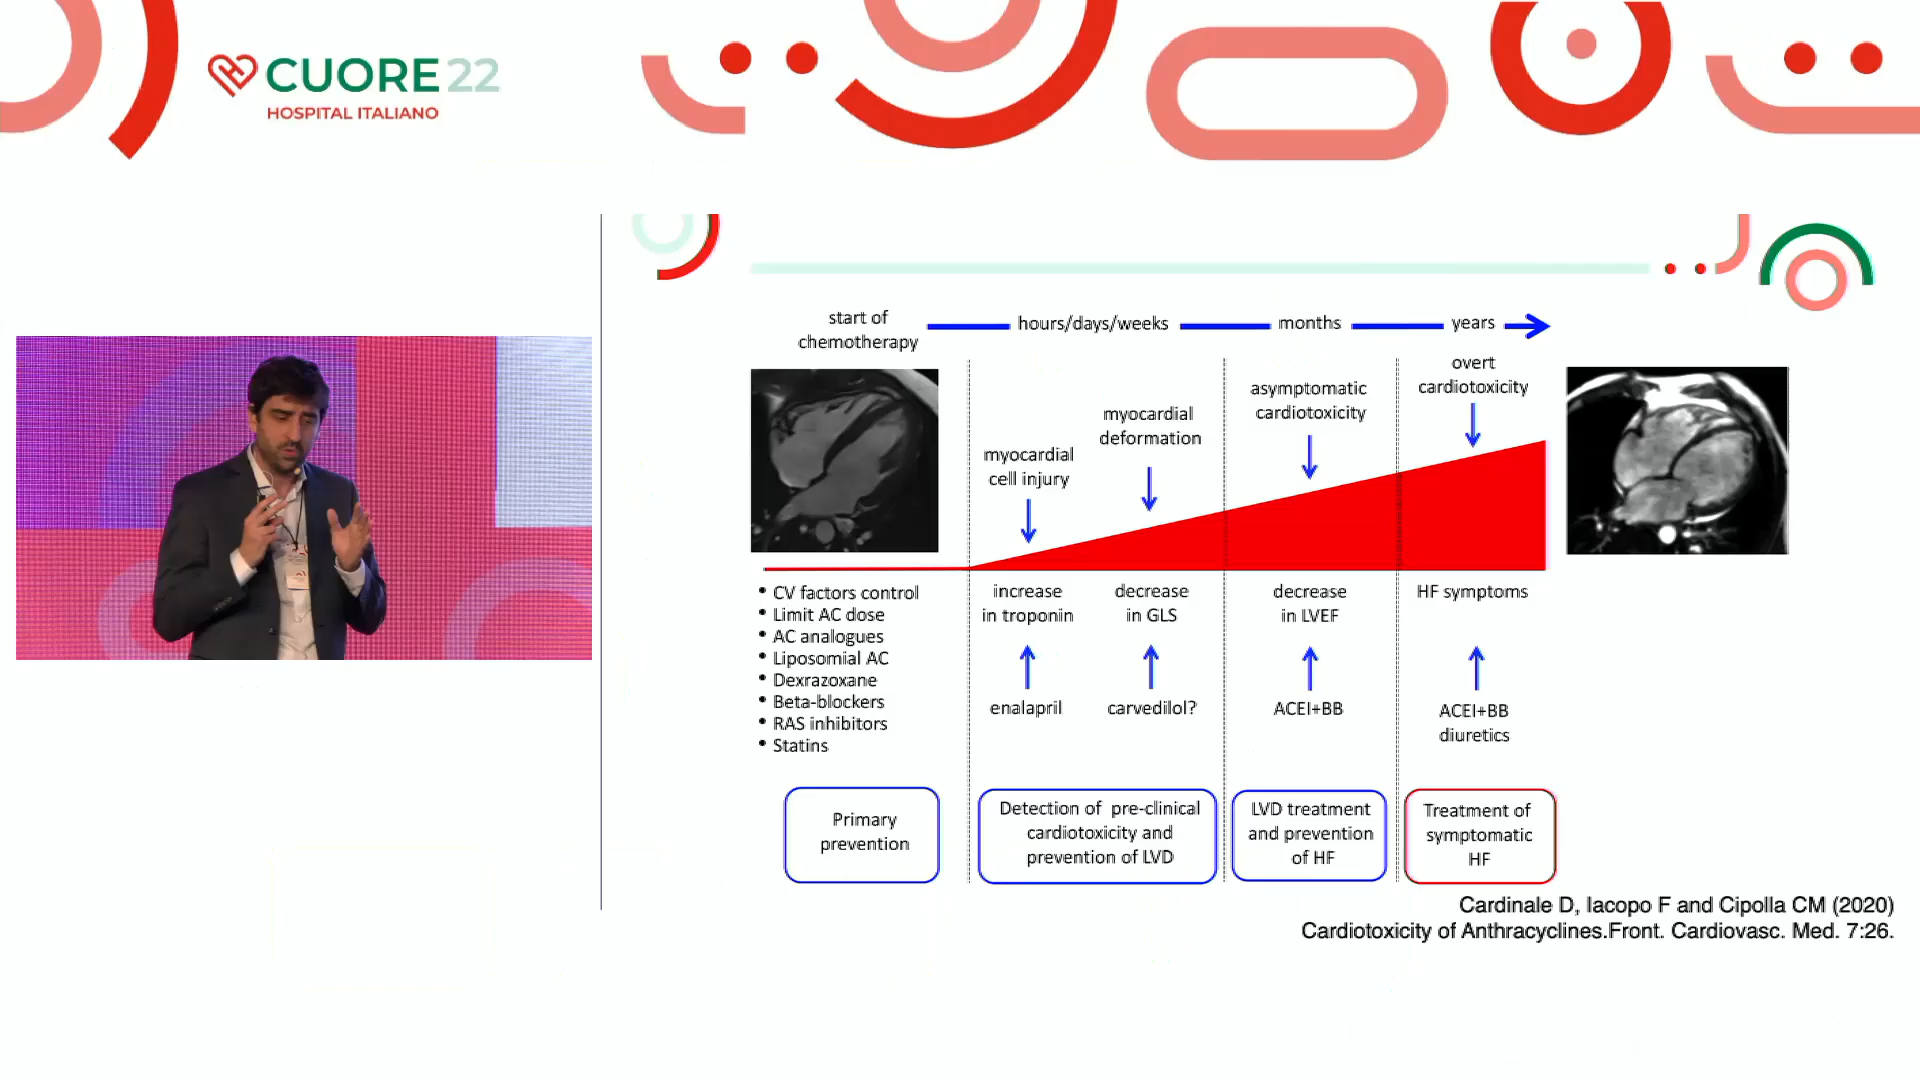 CUORE 22
HOSPITAL ITALIANO
start of
chemotherapy
hours/days/weeks
months
years
myocardial
cell injury
myocardial
deformation
asymptomatic
cardiotoxicity
overt
cardiotoxicity
• CV factors control
• Limit AC dose
• AC analogues
• Liposomial AC
• Dexrazoxane
• Beta-blockers
• RAS inhibitors
• Statins
increase
in troponin
decrease
in GLS
decrease
in LVEF
HF symptoms
enalapril
carvedilol?
ACEI+BB
ACEI+BB
diuretics
Primary
prevention
Detection of pre-clinical
cardiotoxicity and
prevention of LVD
LVD treatment
and prevention
of HF
Treatment of
symptomatic
HF
Cardinale D, Iacopo F and Cipolla CM (2020)
Cardiotoxicity of Anthracyclines.Front. Cardiovasc. Med. 7:26.